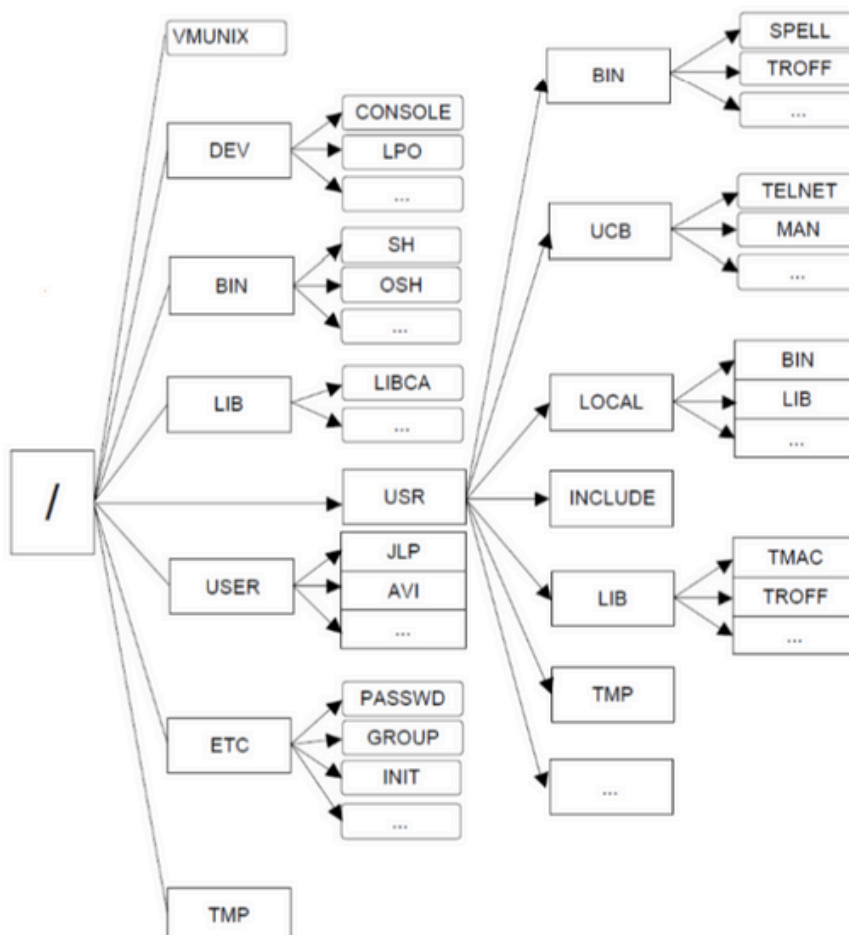 VMUNIX
DEV
CONSOLE
LPO
...
BIN
SH
OSH
...
LIB
LIBCA
...
/
USR
USER
JLP
AVI
...
ETC
PASSWD
GROUP
INIT
...
TMP
BIN
SPELL
TROFF
...
UCB
TELNET
MAN
...
LOCAL
BIN
LIB
...
INCLUDE
LIB
TMAC
TROFF
...
TMP
...